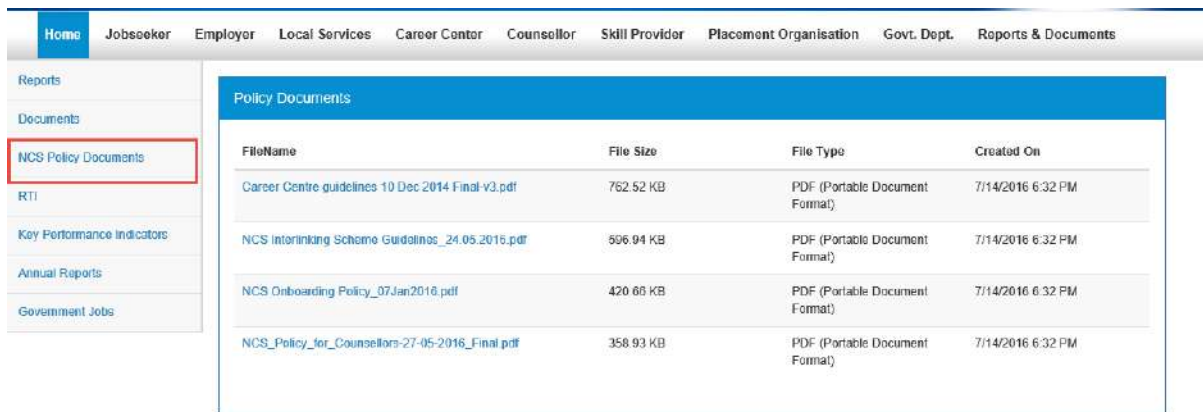 Home Jobseeker Employer Local Services Career Center Counsellor Skill Provider Placement Organisation Govt. Dept. Reports & Documents
Reports
Documents
NCS Policy Documents
RTI
Key Performance Indicators
Annual Reports
Government Jobs
Policy Documents
FileName File Size File Type Created On
Career Centre guidelines 10 Dec 2014 Final-v3.pdf 762.52 KB PDF (Portable Document 7/14/2016 6:32 PM
Format)
NCS Interlinking Scheme Guidelines_24.05.2016.pdf 596.94 KB PDF (Portable Document 7/14/2016 6:32 PM
Format)
NCS Onboarding Policy_07Jan2016.pdf 420.66 KB PDF (Portable Document 7/14/2016 6:32 PM
Format)
NCS_Policy_for_Counsellors-27-05-2016_Final.pdf 358.93 KB PDF (Portable Document 7/14/2016 6:32 PM
Format)